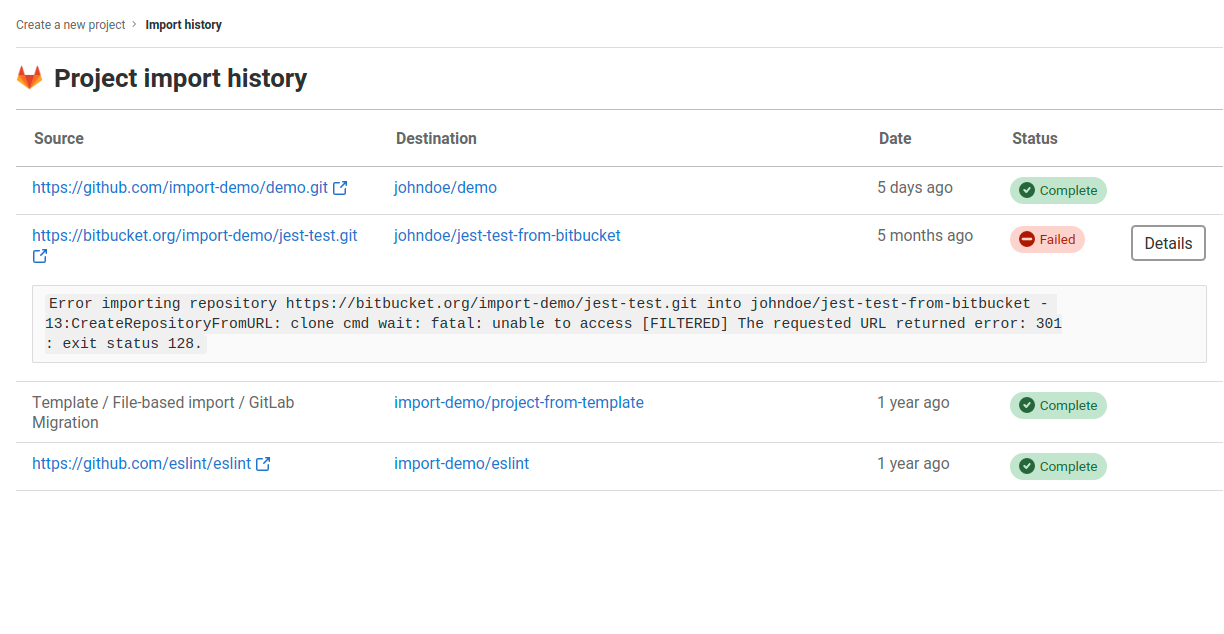 Create a new project › Import history
Project import history
Source Destination Date Status
https://github.com/import-demo/demo.git johndoe/demo 5 days ago Complete
https://bitbucket.org/import-demo/jest-test.git johndoe/jest-test-from-bitbucket 5 months ago Failed Details
Error importing repository https://bitbucket.org/import-demo/jest-test.git into johndoe/jest-test-from-bitbucket -
13:CreateRepositoryFromURL: clone cmd wait: fatal: unable to access [FILTERED] The requested URL returned error: 301
: exit status 128.
Template / File-based import / GitLab import-demo/project-from-template 1 year ago Complete
Migration
https://github.com/eslint/eslint import-demo/eslint 1 year ago Complete